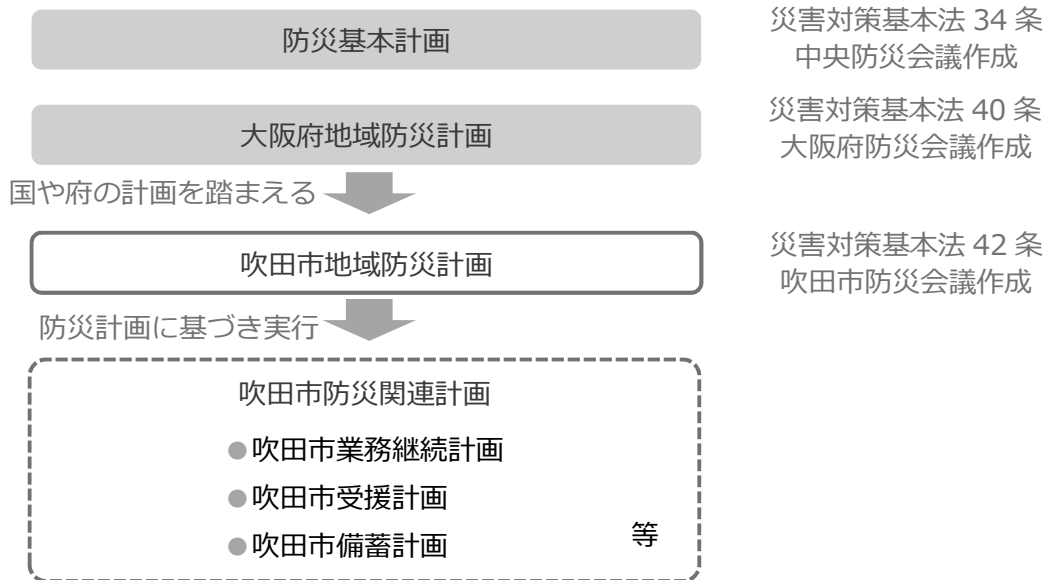 防災基本計画
災害対策基本法 34 条
中央防災会議作成
大阪府地域防災計画
災害対策基本法 40 条
大阪府防災会議作成
国や府の計画を踏まえる
吹田市地域防災計画
災害対策基本法 42 条
吹田市防災会議作成
防災計画に基づき実行
吹田市防災関連計画
●吹田市業務継続計画
●吹田市受援計画
●吹田市備蓄計画
等